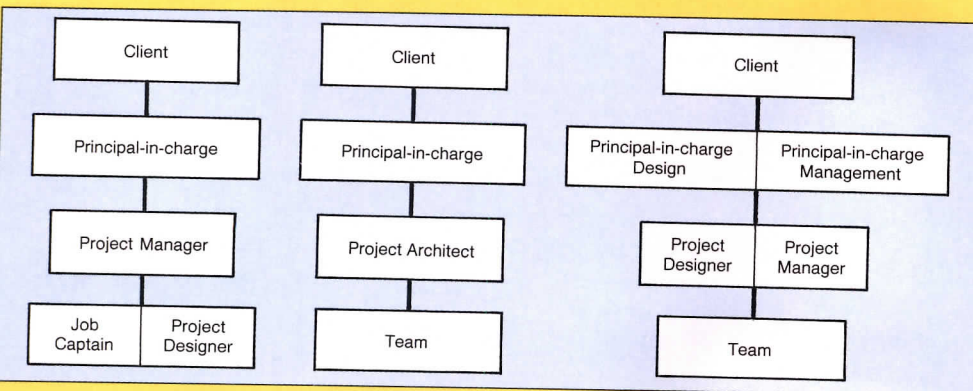 Client
Principal-in-charge
Project Manager
Job
Captain
Project
Designer
Client
Principal-in-charge
Project Architect
Team
Client
Principal-in-charge
Design
Principal-in-charge
Management
Project
Designer
Project
Manager
Team